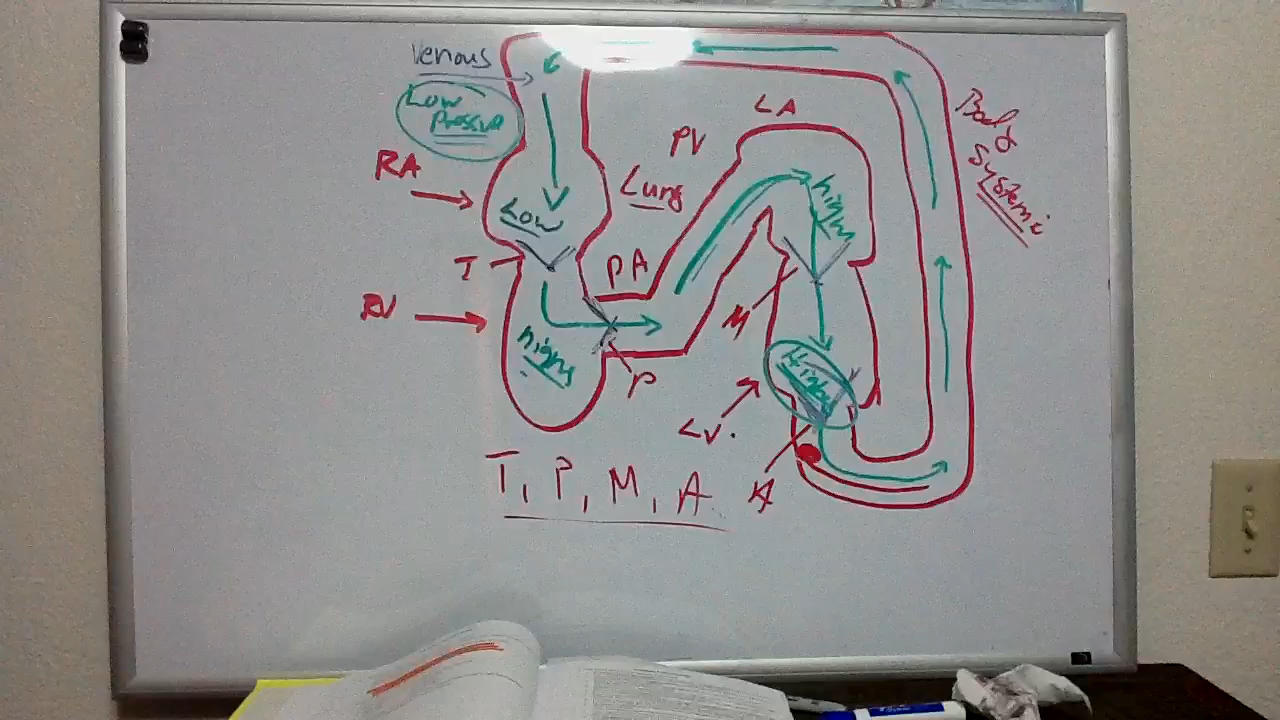 Venous
Low
Pressure
RA
Low
T
RV
high
PA
Lung
PV
LA
high
M
P
High
LV.
A
Body
Systemic
T, P, M, A